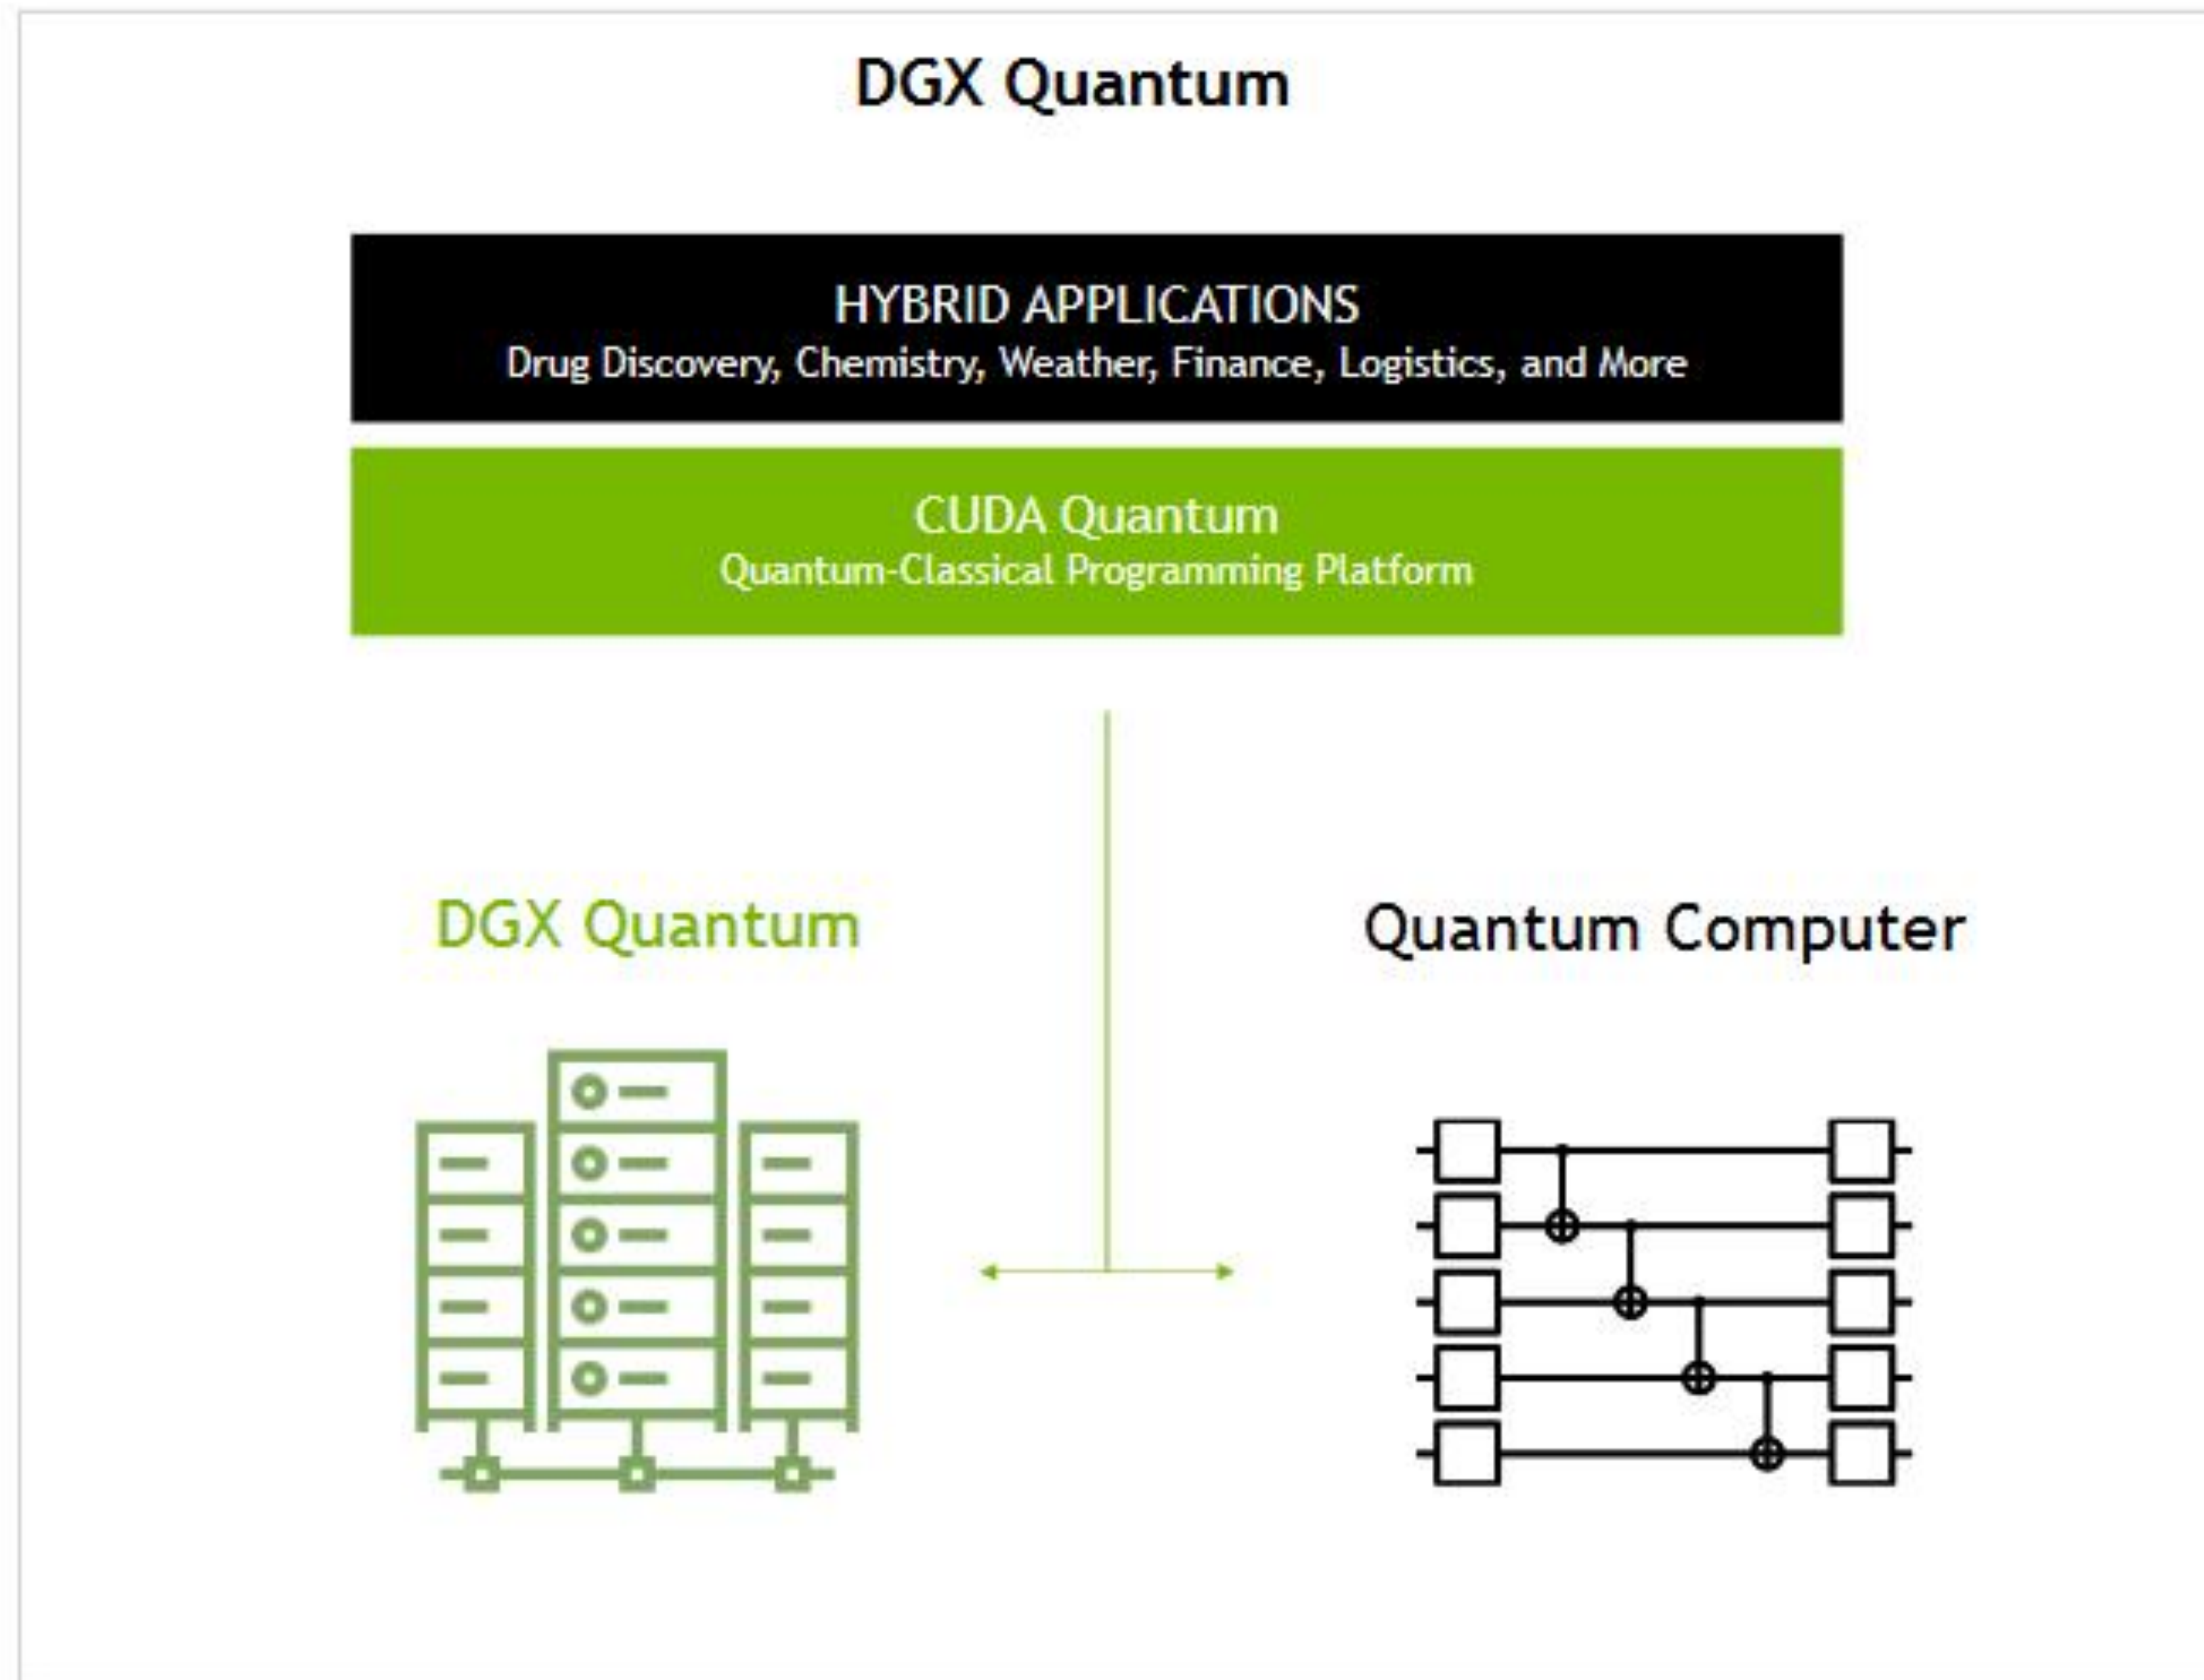 DGX Quantum
HYBRID APPLICATIONS
Drug Discovery, Chemistry, Weather, Finance, Logistics, and More
CUDA Quantum
Quantum-Classical Programming Platform
DGX Quantum
Quantum Computer